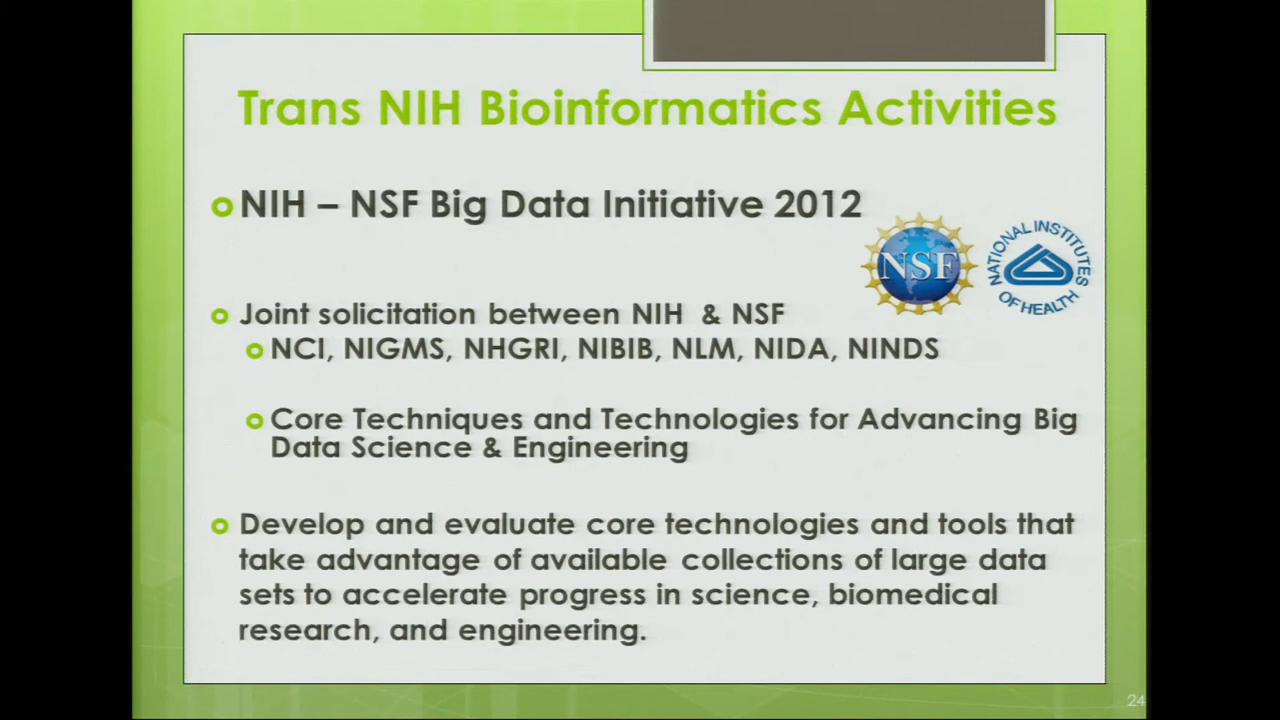 Trans NIH Bioinformatics Activities
NIH – NSF Big Data Initiative 2012
NSF
NATIONAL INSTITUTES
OF HEALTH
Joint solicitation between NIH & NSF
NCI, NIGMS, NHGRI, NIBIB, NLM, NIDA, NINDS
Core Techniques and Technologies for Advancing Big
Data Science & Engineering
Develop and evaluate core technologies and tools that
take advantage of available collections of large data
sets to accelerate progress in science, biomedical
research, and engineering.
24